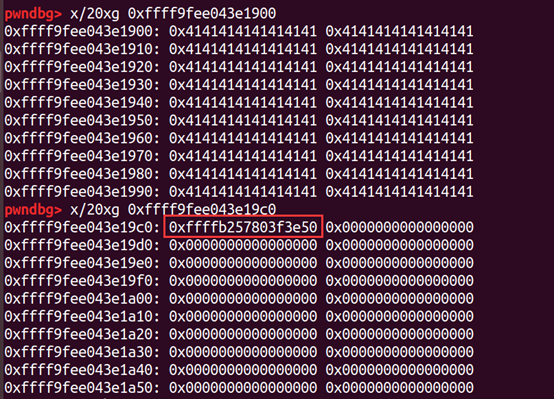 pwndbg> x/20xg 0xffff9fee043e1900
0xffff9fee043e1900: 0x4141414141414141 0x4141414141414141
0xffff9fee043e1910: 0x4141414141414141 0x4141414141414141
0xffff9fee043e1920: 0x4141414141414141 0x4141414141414141
0xffff9fee043e1930: 0x4141414141414141 0x4141414141414141
0xffff9fee043e1940: 0x4141414141414141 0x4141414141414141
0xffff9fee043e1950: 0x4141414141414141 0x4141414141414141
0xffff9fee043e1960: 0x4141414141414141 0x4141414141414141
0xffff9fee043e1970: 0x4141414141414141 0x4141414141414141
0xffff9fee043e1980: 0x4141414141414141 0x4141414141414141
0xffff9fee043e1990: 0x4141414141414141 0x4141414141414141
pwndbg> x/20xg 0xffff9fee043e19c0
0xffff9fee043e19c0: 0xffffb257803f3e50 0x0000000000000000
0xffff9fee043e19d0: 0x0000000000000000 0x0000000000000000
0xffff9fee043e19e0: 0x0000000000000000 0x0000000000000000
0xffff9fee043e19f0: 0x0000000000000000 0x0000000000000000
0xffff9fee043e1a00: 0x0000000000000000 0x0000000000000000
0xffff9fee043e1a10: 0x0000000000000000 0x0000000000000000
0xffff9fee043e1a20: 0x0000000000000000 0x0000000000000000
0xffff9fee043e1a30: 0x0000000000000000 0x0000000000000000
0xffff9fee043e1a40: 0x0000000000000000 0x0000000000000000
0xffff9fee043e1a50: 0x0000000000000000 0x0000000000000000